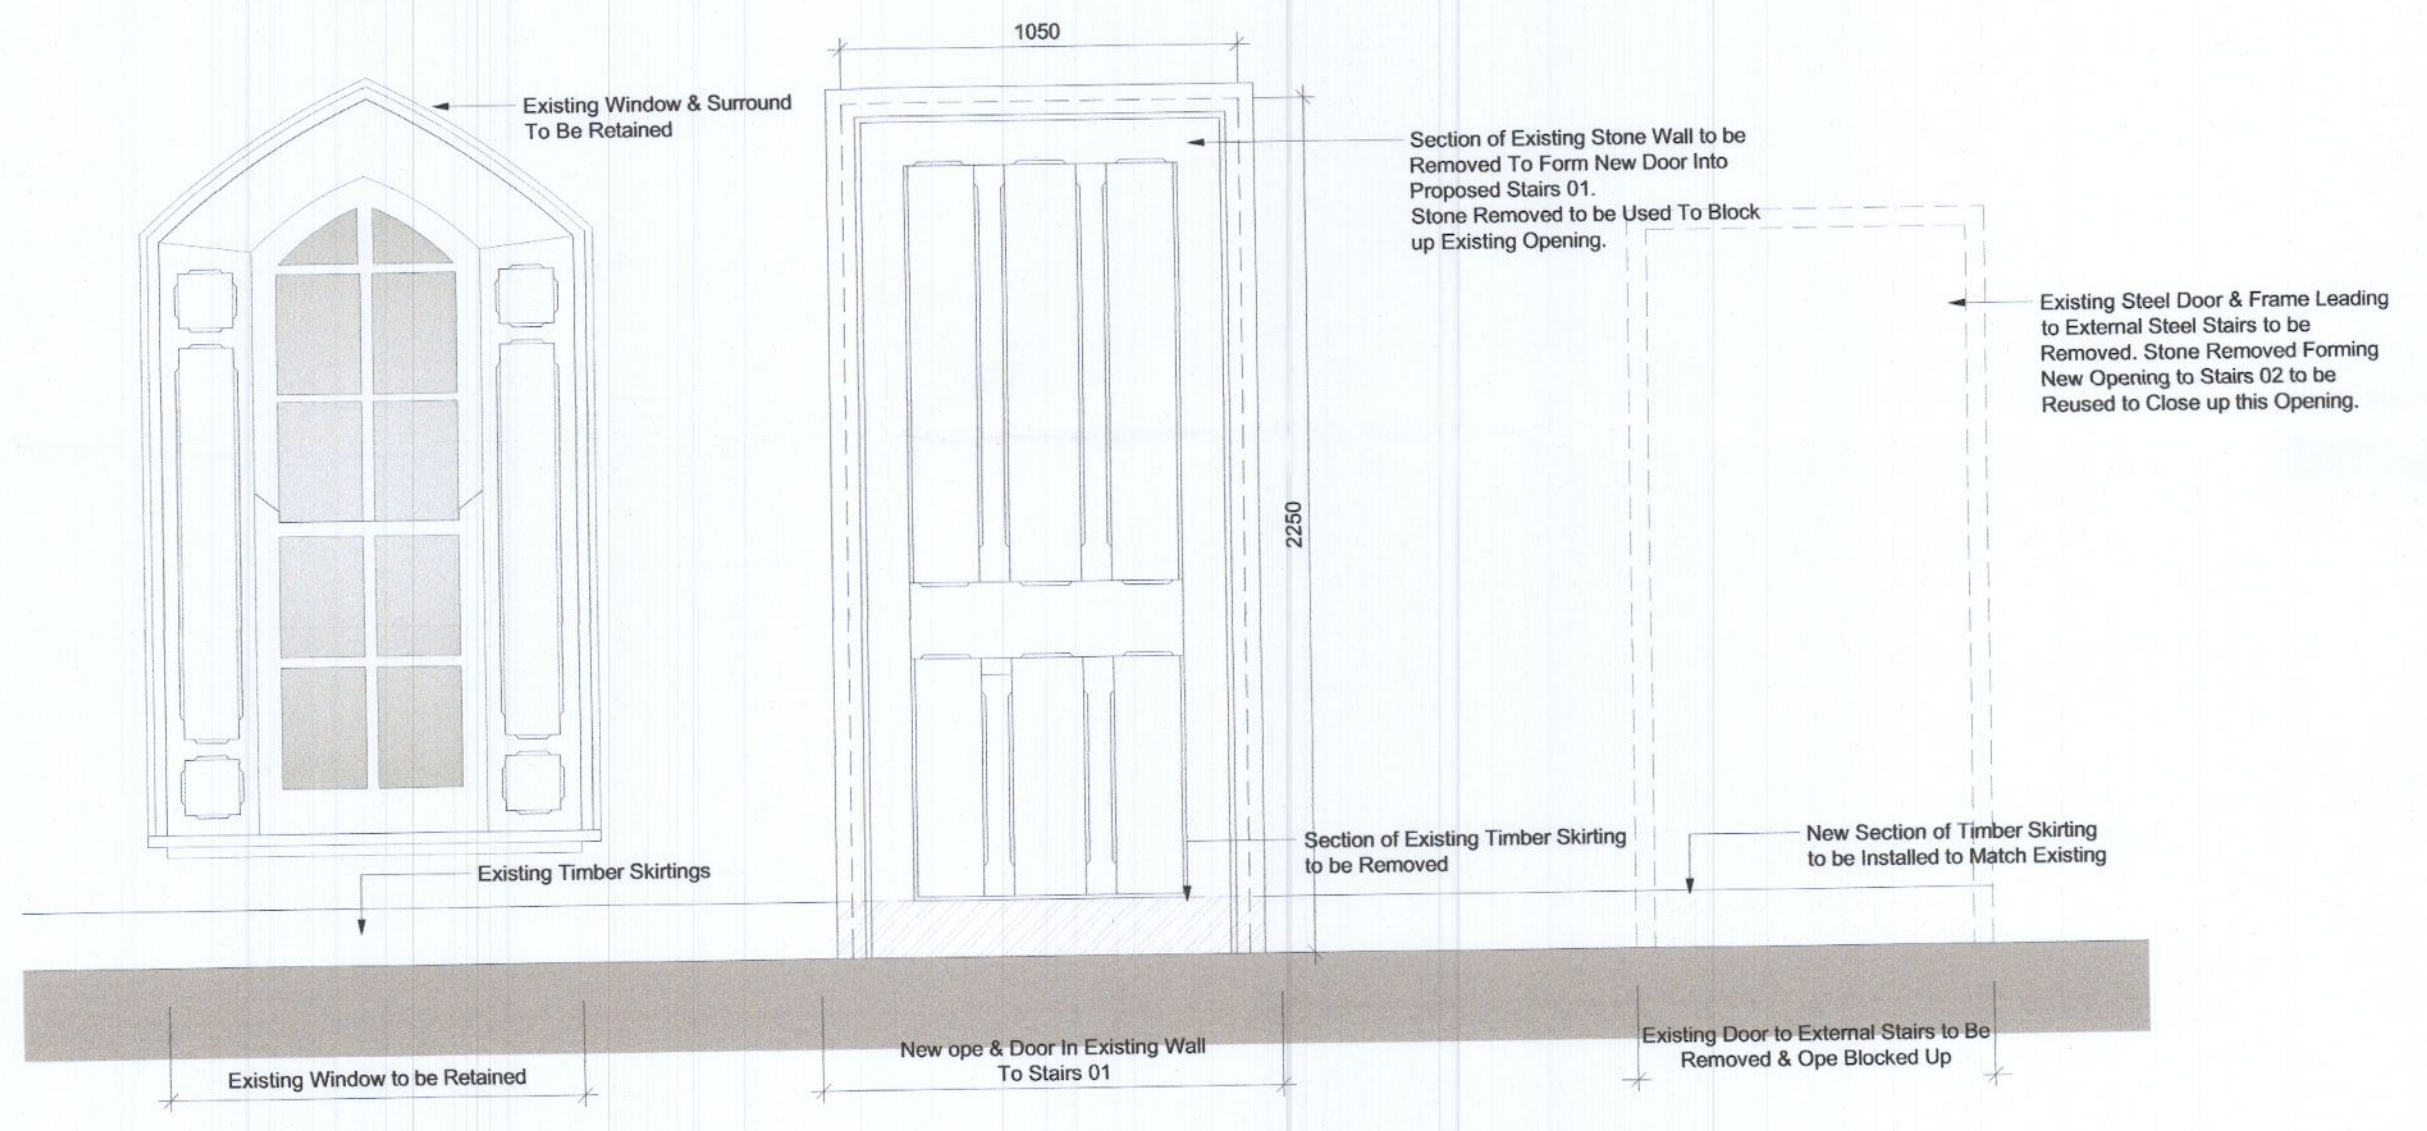 1050
Existing Window & Surround
To Be Retained
Section of Existing Stone Wall to be
Removed To Form New Door Into
Proposed Stairs 01.
Stone Removed to be Used To Block
up Existing Opening.
Existing Steel Door & Frame Leading
to External Steel Stairs to be
Removed. Stone Removed Forming
New Opening to Stairs 02 to be
Reused to Close up this Opening.
2250
Section of Existing Timber Skirting
to be Removed
New Section of Timber Skirting
to be Installed to Match Existing
Existing Timber Skirtings
Existing Window to be Retained
New ope & Door In Existing Wall
To Stairs 01
Existing Door to External Stairs to Be
Removed & Ope Blocked Up